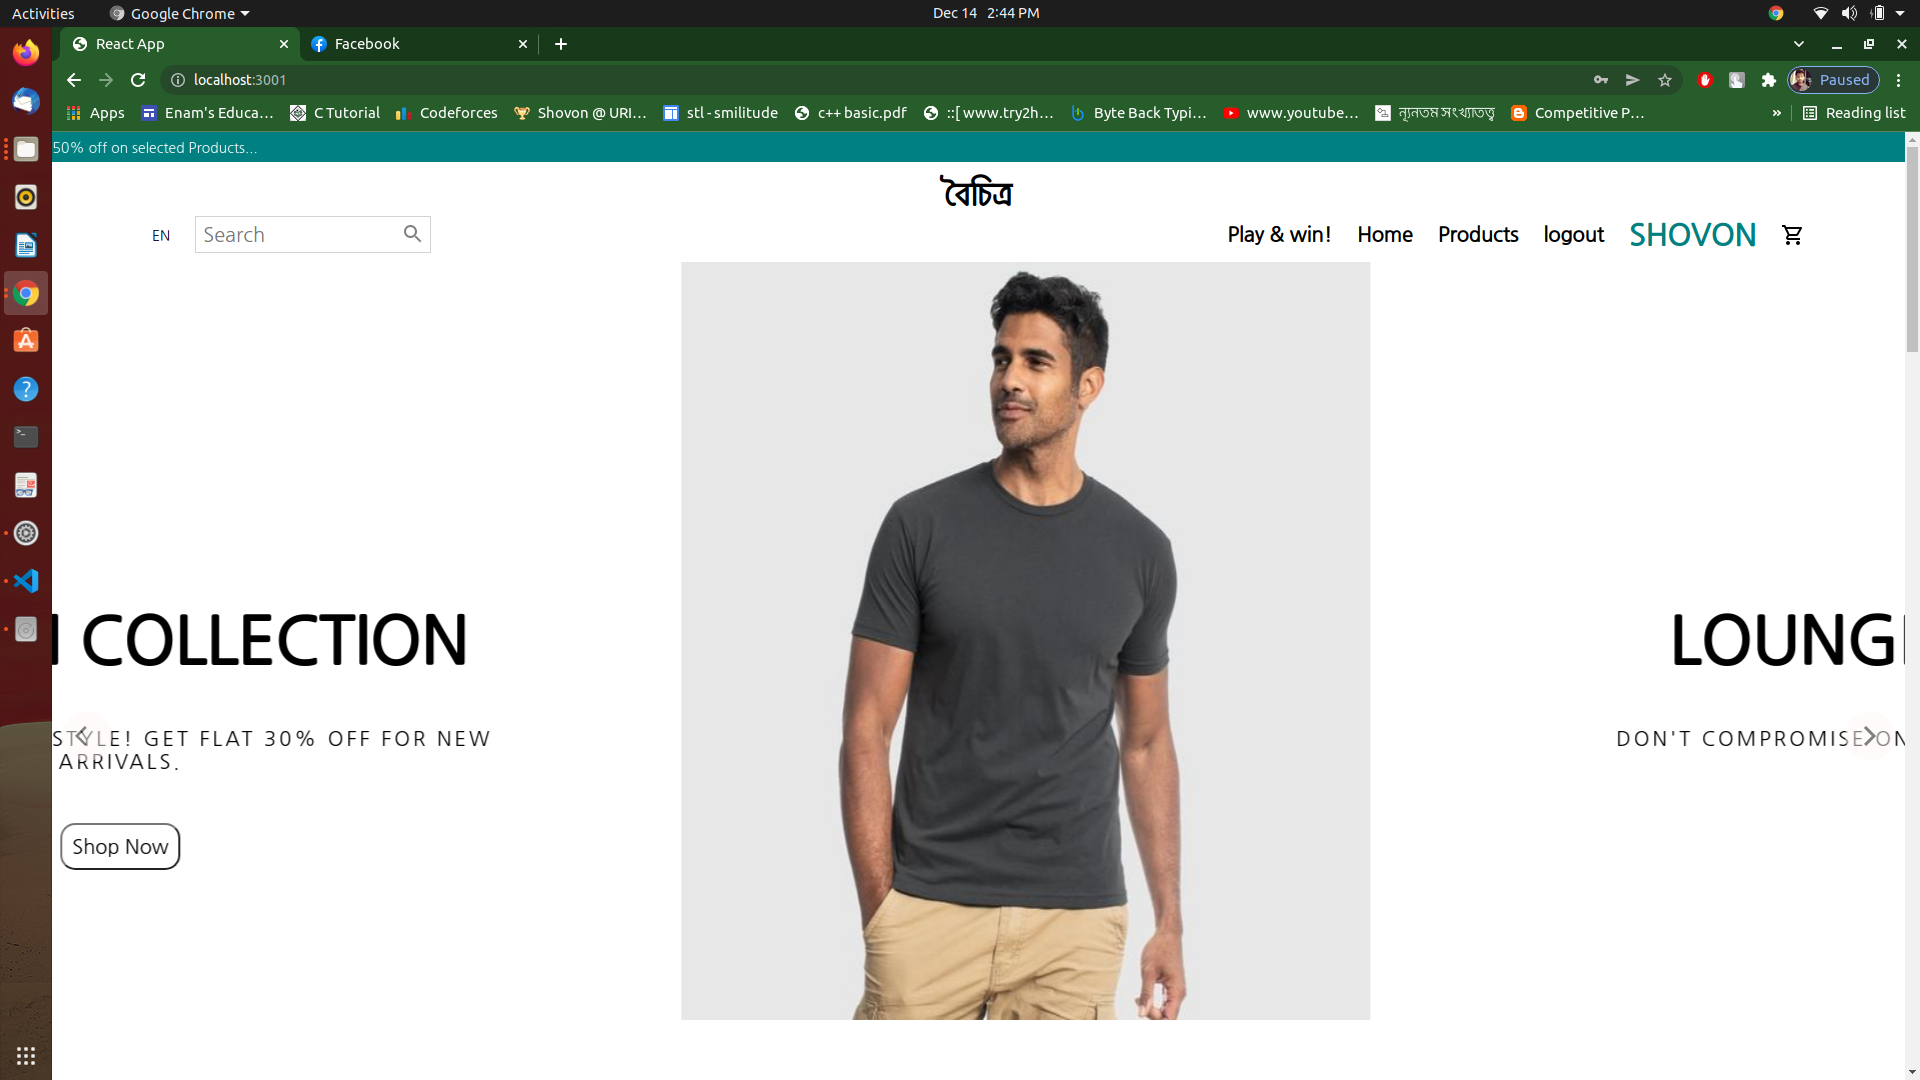 Activities
Google Chrome
Dec 14 2:44 PM
React App
Facebook
localhost:3001
Paused
Apps
Enam's Educa...
C Tutorial
Codeforces
Shovon @ URI...
stl - smilitude
c++ basic.pdf
::[ www.try2h...
Byte Back Typi...
www.youtube...
ন্যূনতম সংখ্যাতত্ত্ব
Competitive P...
»
Reading list
50% off on selected Products...
বৈচিত্র
EN
Search
Play & win!
Home
Products
logout
SHOVON
COLLECTION
LOUNGE
STYLE! GET FLAT 30% OFF FOR NEW
ARRIVALS.
DON'T COMPROMISE ON
Shop Now